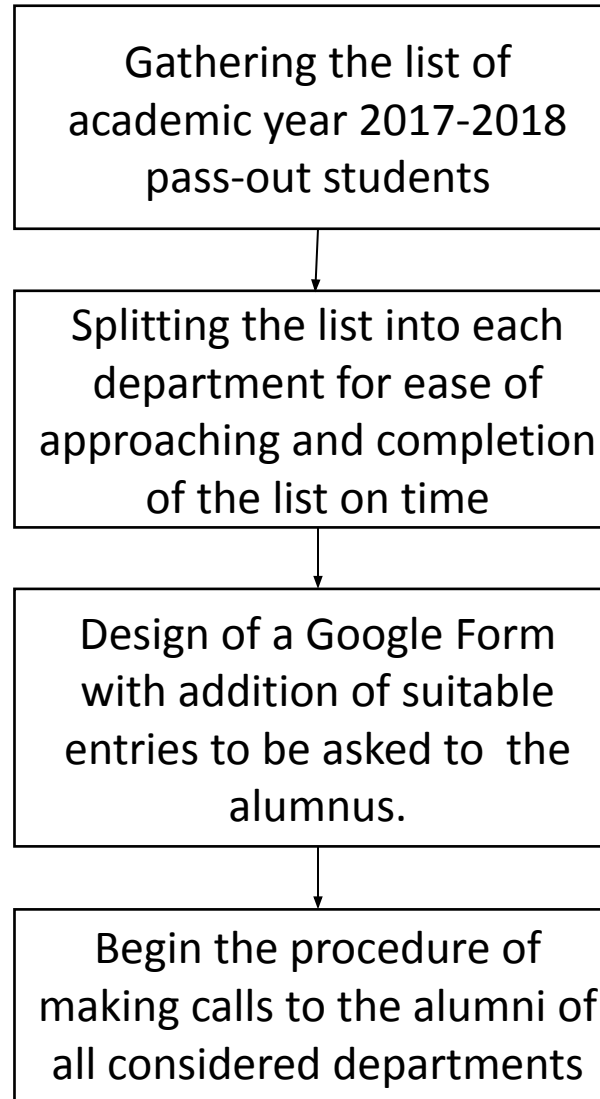 Gathering the list of
academic year 2017-2018
pass-out students
Splitting the list into each
department for ease of
approaching and completion
of the list on time
Design of a Google Form
with addition of suitable
entries to be asked to  the
alumnus.
Begin the procedure of
making calls to the alumni of
all considered departments